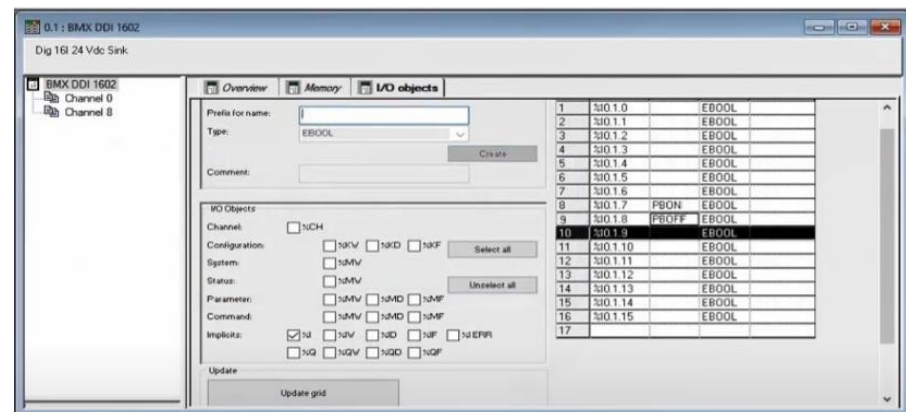 0.1 : BMX DDI 1602
Dig 16I 24 Vdc Sink
BMX DDI 1602
Channel 0
Channel 8
Overview Memory I/O objects
Prefix for name:
Type: EBOOL
Create
Comment:
I/O Objects
Channel: %CH
Configuration: %KW %KD %KF Select all
System: %MW
Status: %MW Unselect all
Parameter: %MW %MD %MF
Command: %MW %MD %MF
Implicits: %I %IW %ID %IF %I ERR
%Q %QW %QD %QF
Update
Update grid
1 %I0.1.0 EBOOL
2 %I0.1.1 EBOOL
3 %I0.1.2 EBOOL
4 %I0.1.3 EBOOL
5 %I0.1.4 EBOOL
6 %I0.1.5 EBOOL
7 %I0.1.6 EBOOL
8 %I0.1.7 PBON EBOOL
9 %I0.1.8 PBOFF EBOOL
10 %I0.1.9 EBOOL
11 %I0.1.10 EBOOL
12 %I0.1.11 EBOOL
13 %I0.1.12 EBOOL
14 %I0.1.13 EBOOL
15 %I0.1.14 EBOOL
16 %I0.1.15 EBOOL
17